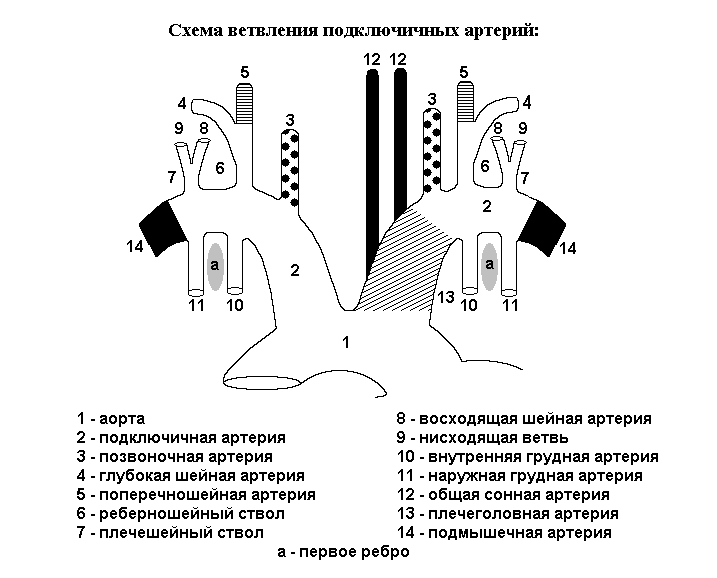 Схема ветвления подключичных артерий:
12 12
5 5
4 3 3 4
9 8 8 9
7 6 6 7
2
14 а 2 а 14
11 10 13 10 11
1
1 - аорта
2 - подключичная артерия
3 - позвоночная артерия
4 - глубокая шейная артерия
5 - поперечношейная артерия
6 - реберношейный ствол
7 - плечешейный ствол
8 - восходящая шейная артерия
9 - нисходящая ветвь
10 - внутренняя грудная артерия
11 - наружная грудная артерия
12 - общая сонная артерия
13 - плечеголовная артерия
14 - подмышечная артерия
а - первое ребро